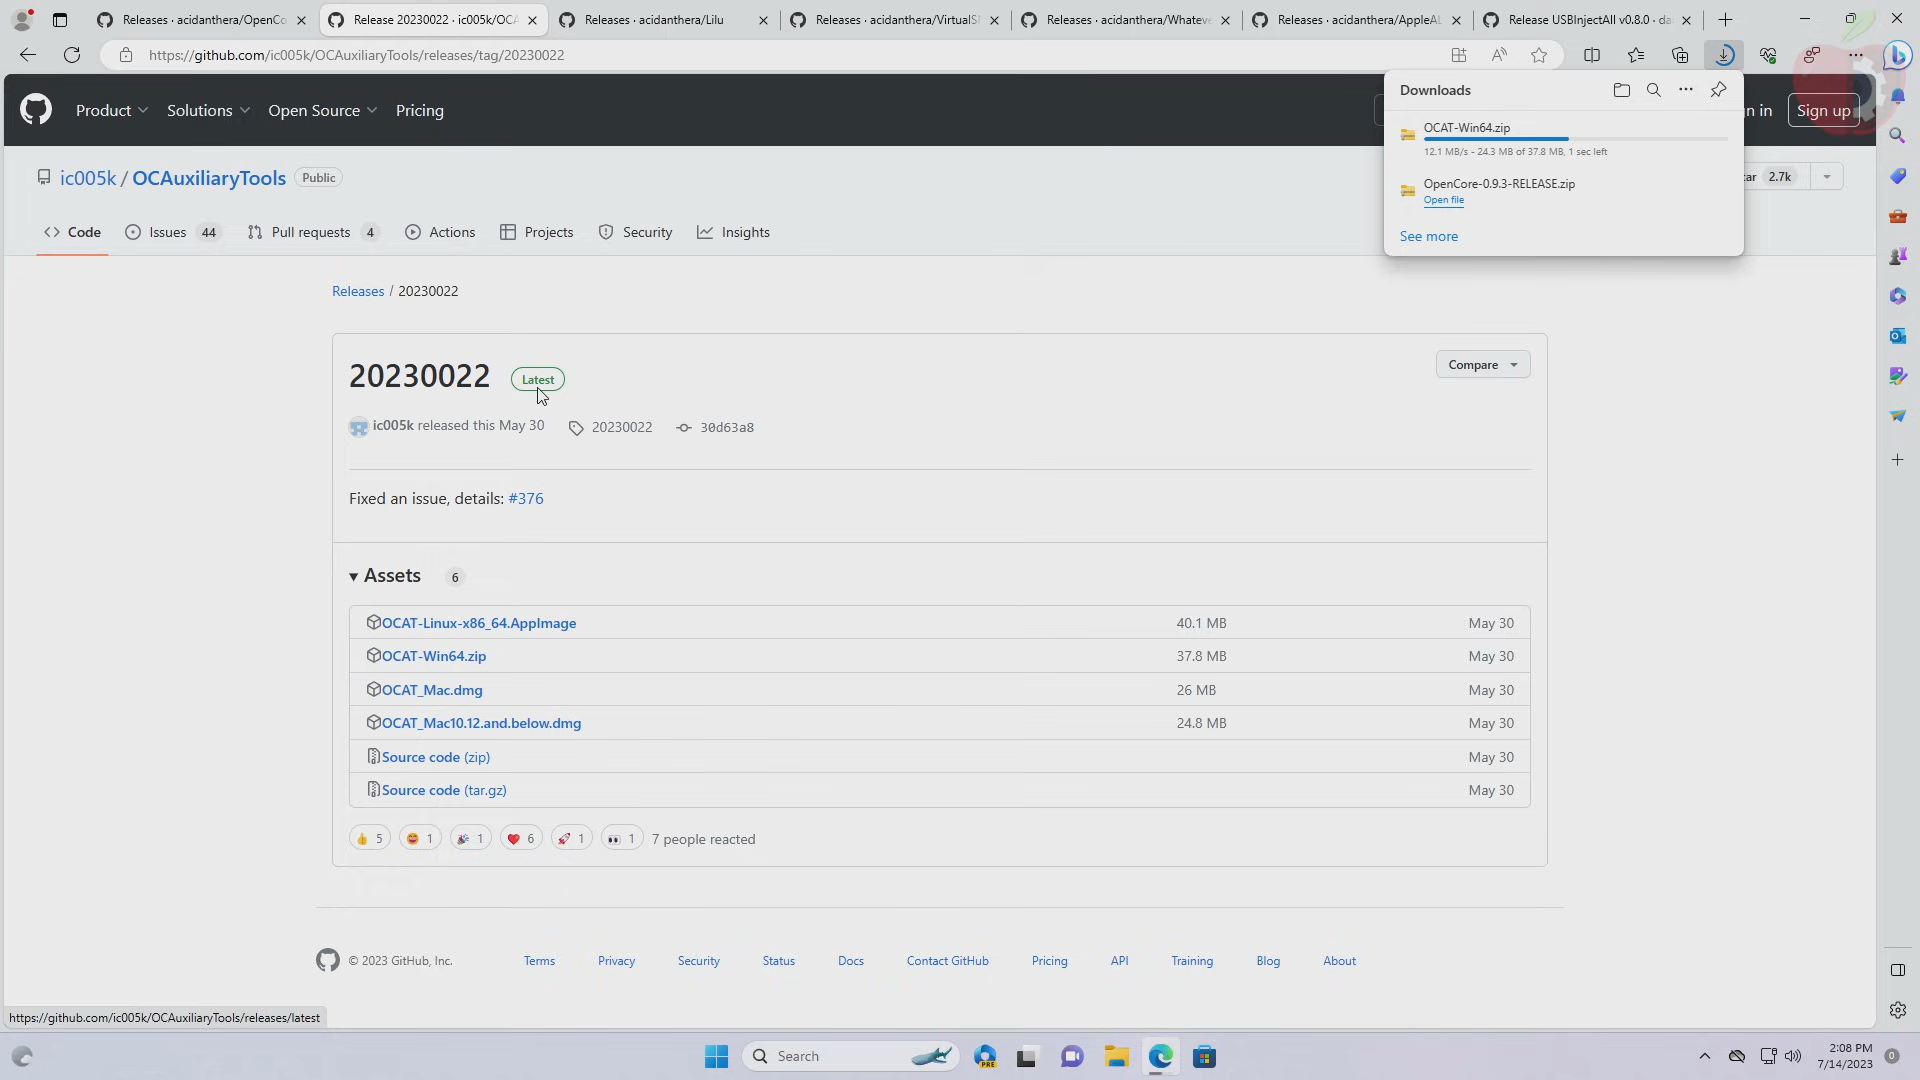 Releases · acidanthera/OpenCo
Release 20230022 · ic005k/OCA
Releases · acidanthera/Lilu
Releases · acidanthera/VirtualS
Releases · acidanthera/Whateve
Releases · acidanthera/AppleAL
Release USBInjectAll v0.8.0 · da
https://github.com/ic005k/OCAuxiliaryTools/releases/tag/20230022
Product
Solutions
Open Source
Pricing
n in
Sign up
Downloads
OCAT-Win64.zip
12.1 MB/s - 24.3 MB of 37.8 MB, 1 sec left
OpenCore-0.9.3-RELEASE.zip
Open file
See more
ic005k / OCAuxiliaryTools Public
tar 2.7k
Code
Issues 44
Pull requests 4
Actions
Projects
Security
Insights
Releases / 20230022
20230022 Latest
Compare
ic005k released this May 30 20230022 30d63a8
Fixed an issue, details: #376
Assets 6
OCAT-Linux-x86_64.AppImage 40.1 MB May 30
OCAT-Win64.zip 37.8 MB May 30
OCAT_Mac.dmg 26 MB May 30
OCAT_Mac10.12.and.below.dmg 24.8 MB May 30
Source code (zip) May 30
Source code (tar.gz) May 30
👍 5 😄 1 🎉 1 ❤️ 6 🚀 1 👀 1 7 people reacted
© 2023 GitHub, Inc. Terms Privacy Security Status Docs Contact GitHub Pricing API Training Blog About
https://github.com/ic005k/OCAuxiliaryTools/releases/latest
Search
PRE
2:08 PM
7/14/2023
0